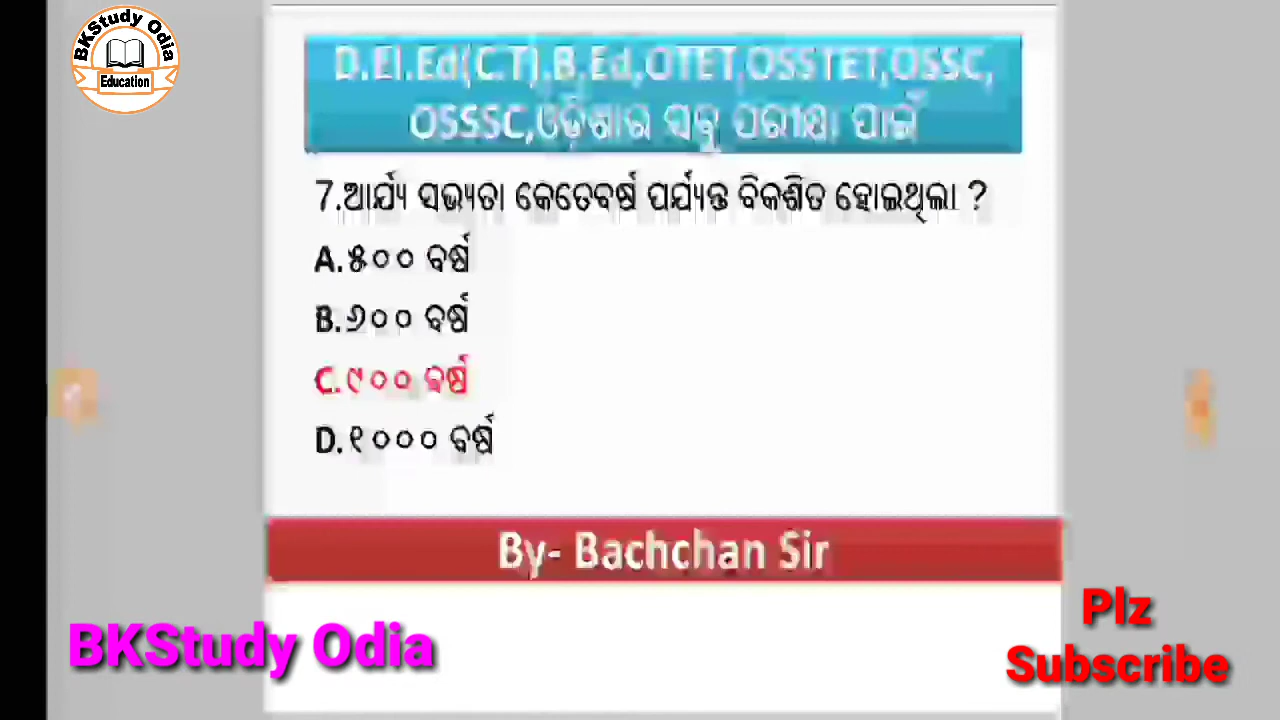 BKStudy Odia
Education
D.El.Ed(C.T),B.Ed,OTET,OSSTET,OSSC,
OSSSC,ଓଡ଼ିଶାର ସବୁ ପରୀକ୍ଷା ପାଇଁ
7.ଆର୍ଯ୍ୟ ସଭ୍ୟତା କେତେବର୍ଷ ପର୍ଯ୍ୟନ୍ତ ବିକଶିତ ହୋଇଥିଲା ?
A.୫୦୦ ବର୍ଷ
B.୬୦୦ ବର୍ଷ
C.୯୦୦ ବର୍ଷ
D.୧୦୦୦ ବର୍ଷ
By- Bachchan Sir
BKStudy Odia
Plz
Subscribe